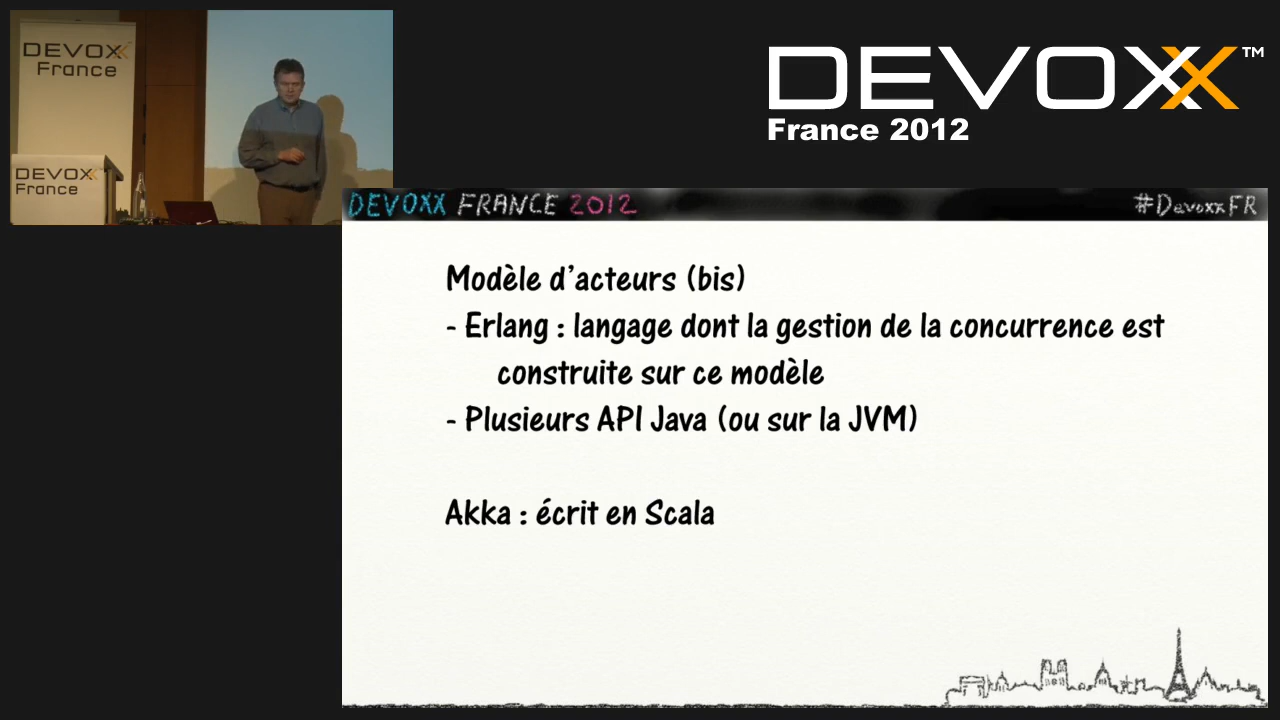 DEVOXX
France
DEVOXX
France
DEVOXX™
France 2012
DEVOXX FRANCE 2012
#DevoxxFR
Modèle d'acteurs (bis)
- Erlang : langage dont la gestion de la concurrence est
construite sur ce modèle
- Plusieurs API Java (ou sur la JVM)
Akka : écrit en Scala